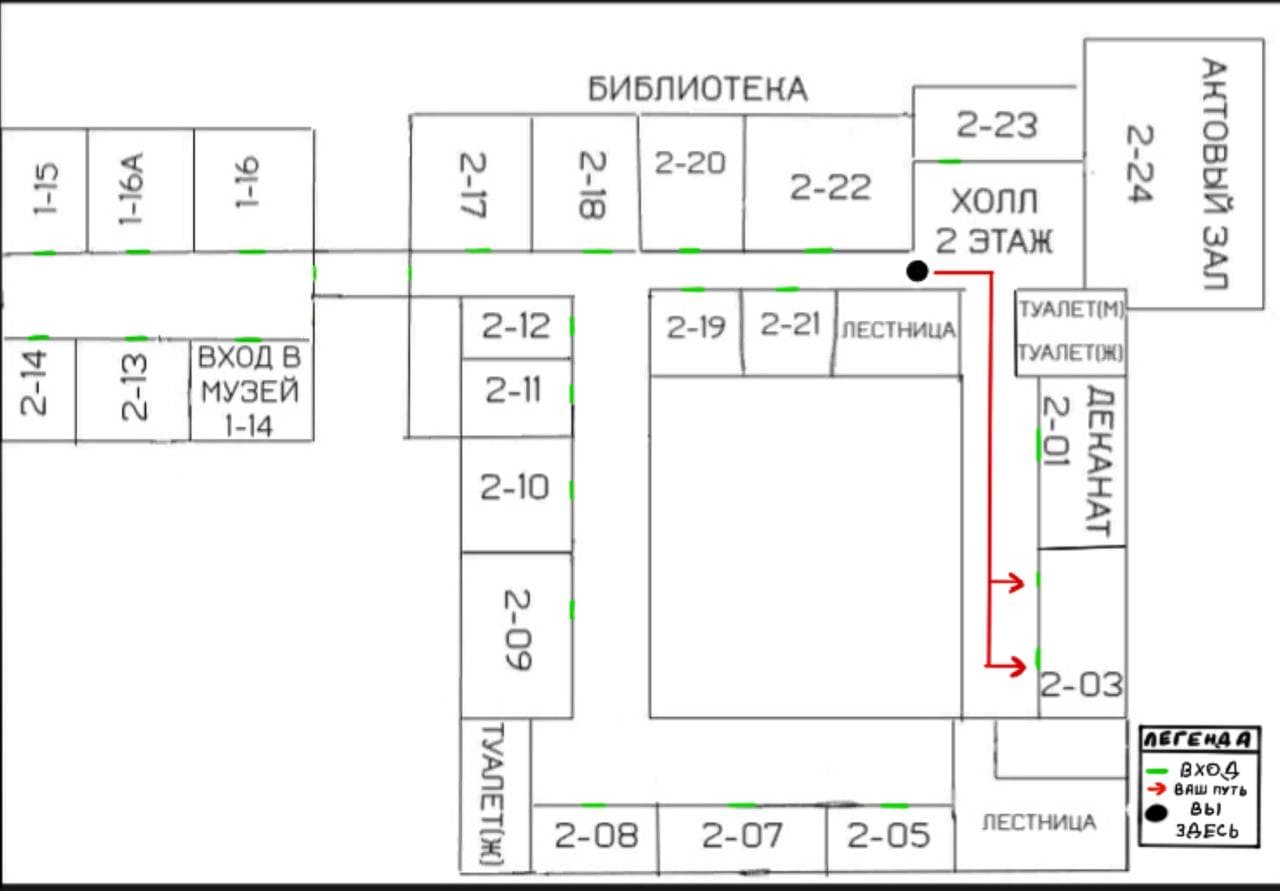 БИБЛИОТЕКА
АКТОВЫЙ ЗАЛ
2-24
2-23
ХОЛЛ
2 ЭТАЖ
1-15
1-16А
1-16
2-17
2-18
2-20
2-22
2-14
2-13
ВХОД В
МУЗЕЙ
1-14
2-12
2-11
2-10
2-09
2-19
2-21
ЛЕСТНИЦА
ТУАЛЕТ(М)
ТУАЛЕТ(Ж)
ДЕКАНАТ
2-01
2-03
ТУАЛЕТ(Ж)
2-08
2-07
2-05
ЛЕСТНИЦА
ЛЕГЕНДА
ВХОД
ВАШ ПУТЬ
ВЫ
ЗДЕСЬ